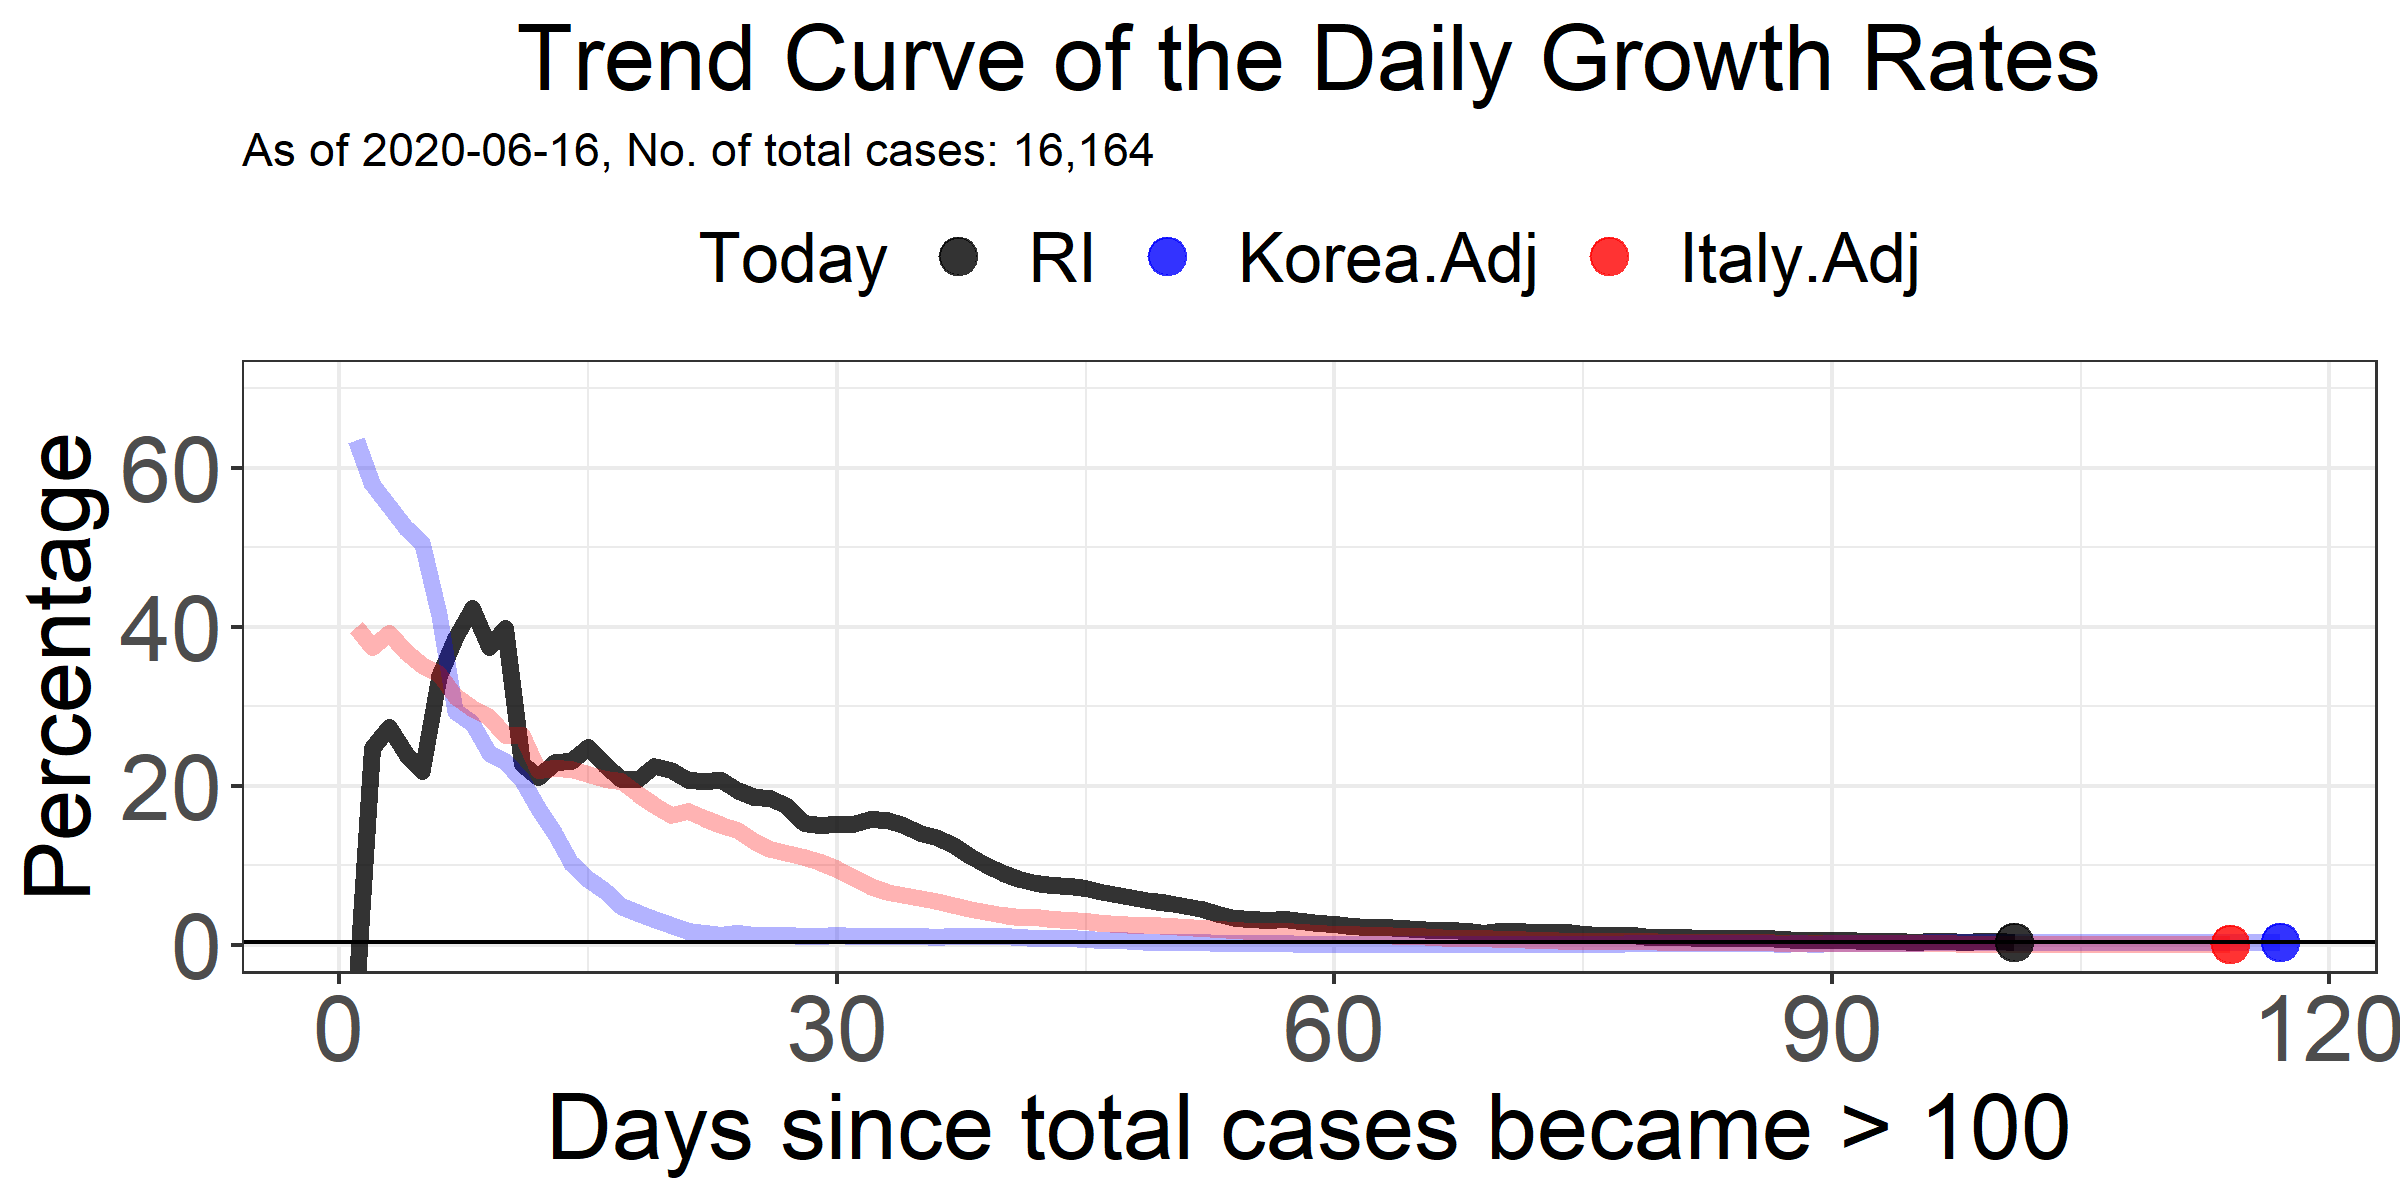 Trend Curve of the Daily Growth Rates
As of 2020-06-16, No. of total cases: 16,164
Today RI Korea.Adj Italy.Adj
Percentage
60
40
20
0
0 30 60 90 120
Days since total cases became > 100